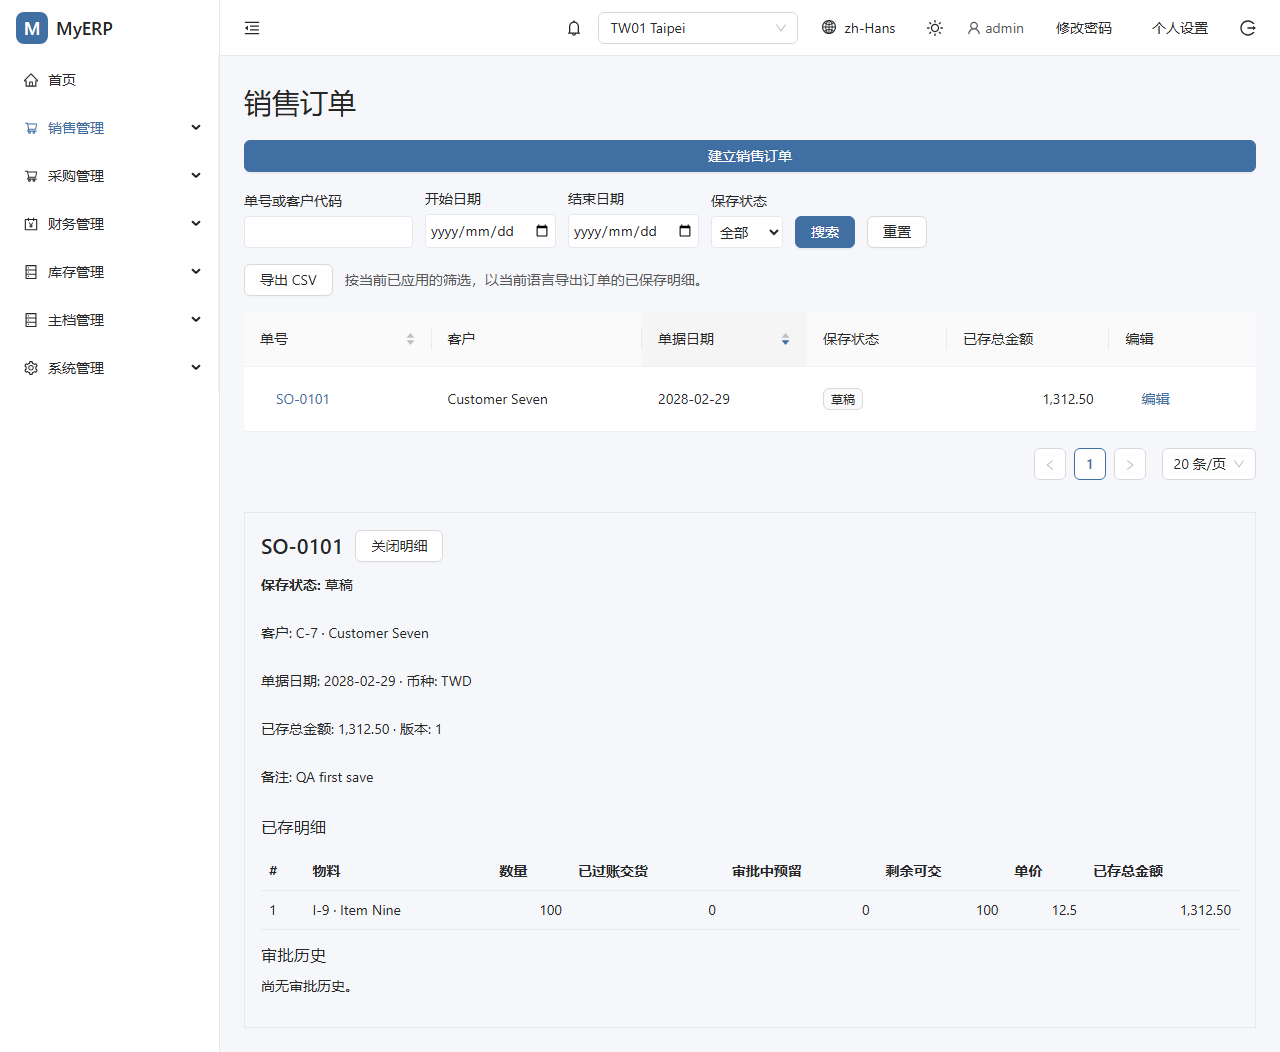 M MyERP
TW01 Taipei
zh-Hans
admin
修改密码
个人设置
首页
销售管理
采购管理
财务管理
库存管理
主档管理
系统管理
销售订单
建立销售订单
单号或客户代码
开始日期
结束日期
保存状态
yyyy/mm/dd
yyyy/mm/dd
全部
搜索
重置
导出 CSV
按当前已应用的筛选，以当前语言导出订单的已保存明细。
单号 客户 单据日期 保存状态 已存总金额 编辑
SO-0101 Customer Seven 2028-02-29 草稿 1,312.50 编辑
< 1 > 20 条/页
SO-0101 关闭明细
保存状态: 草稿
客户: C-7 · Customer Seven
单据日期: 2028-02-29 · 币种: TWD
已存总金额: 1,312.50 · 版本: 1
备注: QA first save
已存明细
# 物料 数量 已过账交货 审批中预留 剩余可交 单价 已存总金额
1 I-9 · Item Nine 100 0 0 100 12.5 1,312.50
审批历史
尚无审批历史。